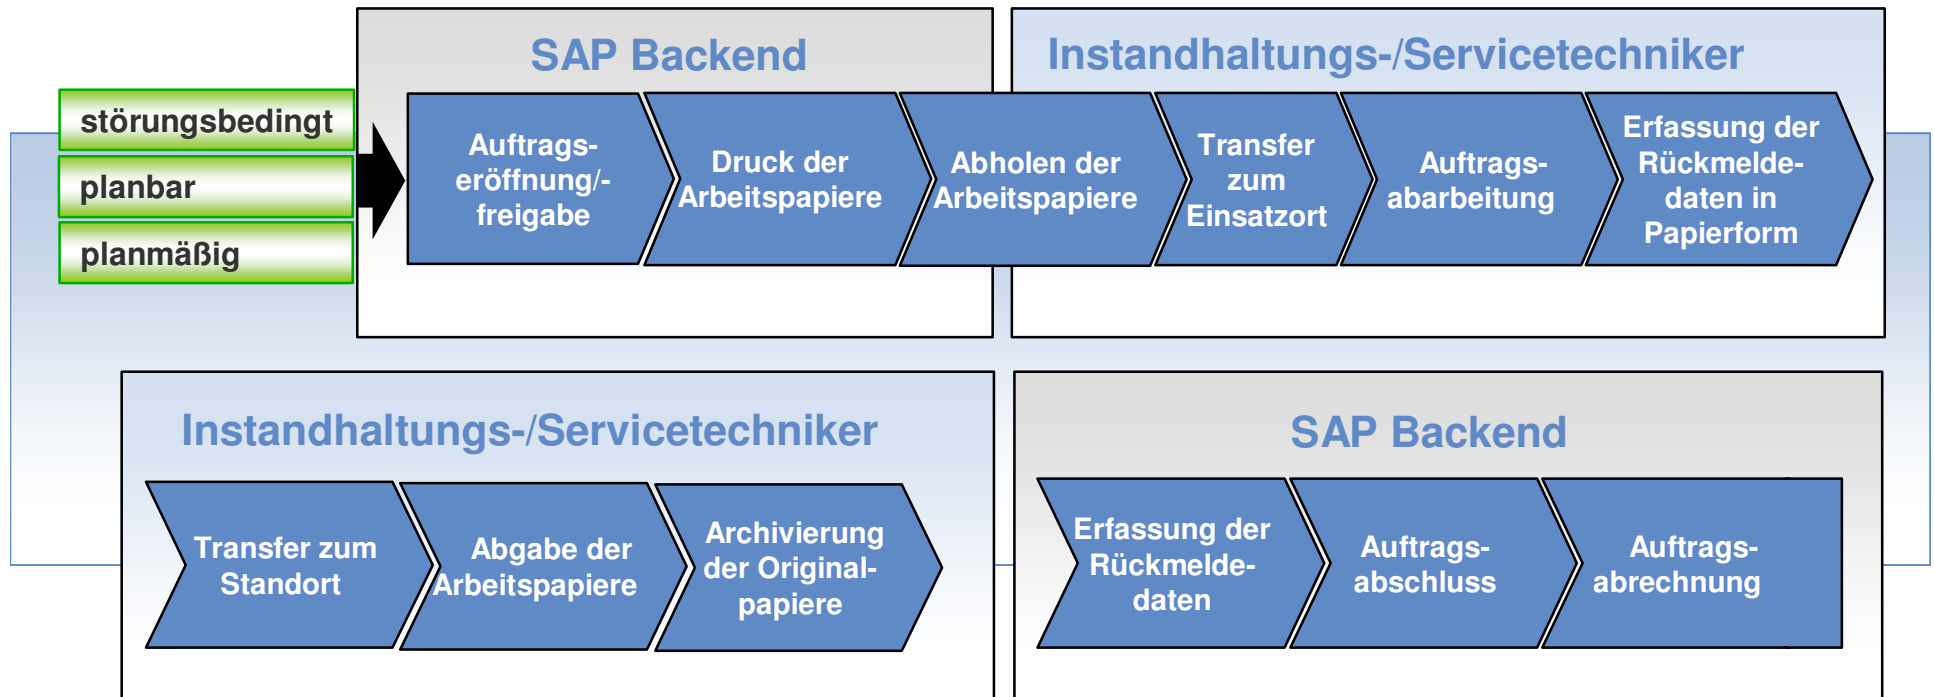 SAP Backend
Instandhaltungs-/Servicetechniker
störungsbedingt
planbar
planmäßig
Auftrags-
eröffnung/-
freigabe
Druck der
Arbeitspapiere
Abholen der
Arbeitspapiere
Transfer
zum
Einsatzort
Auftrags-
abarbeitung
Erfassung der
Rückmelde-
daten in
Papierform
Instandhaltungs-/Servicetechniker
Transfer zum
Standort
Abgabe der
Arbeitspapiere
Archivierung
der Original-
papiere
SAP Backend
Erfassung der
Rückmelde-
daten
Auftrags-
abschluss
Auftrags-
abrechnung